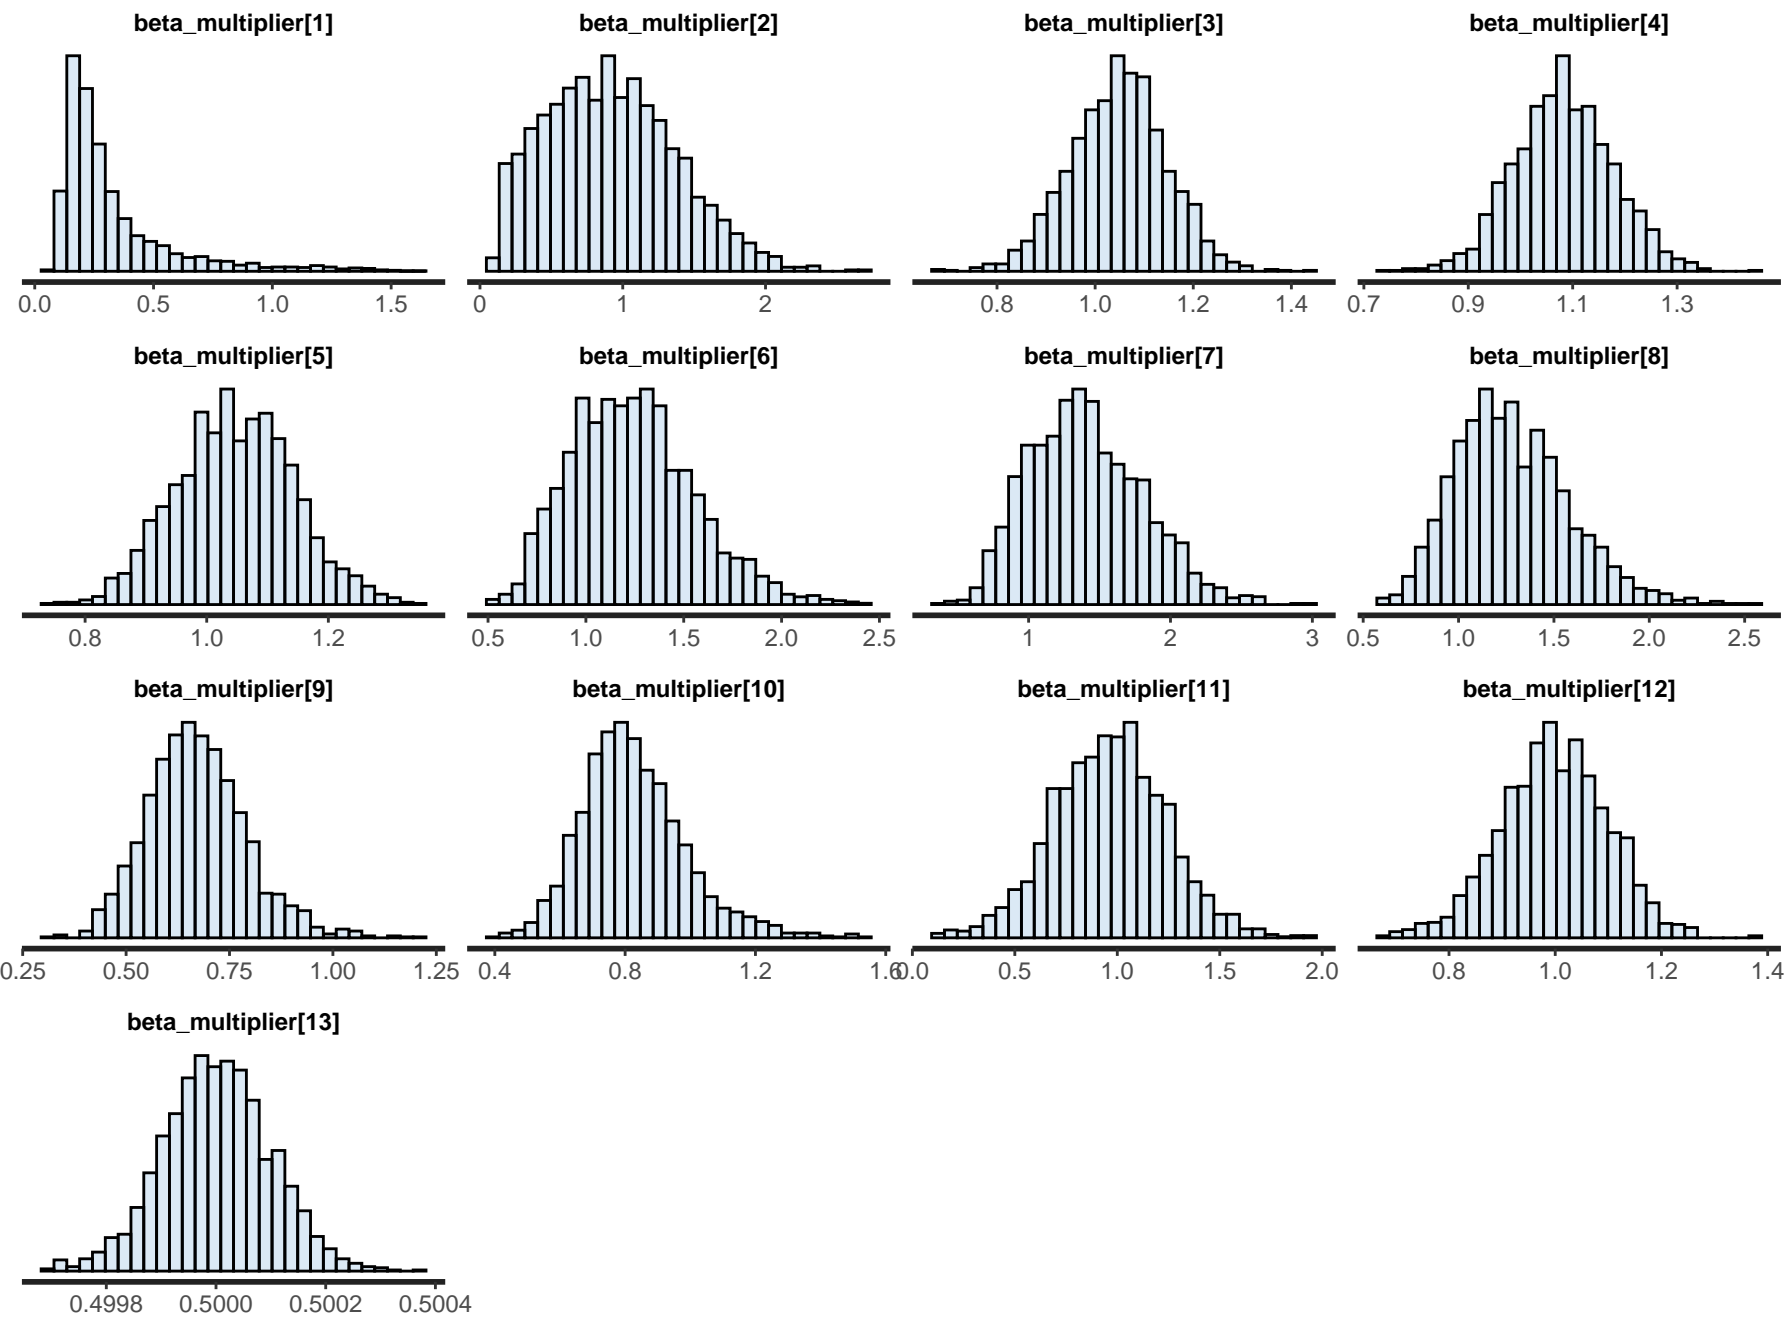 beta_multiplier[1] beta_multiplier[2] beta_multiplier[3] beta_multiplier[4]
0.0 0.5 1.0 1.5 0 1 2 0.8 1.0 1.2 1.4 0.7 0.9 1.1 1.3
beta_multiplier[5] beta_multiplier[6] beta_multiplier[7] beta_multiplier[8]
0.8 1.0 1.2 0.5 1.0 1.5 2.0 2.5 1 2 3 0.5 1.0 1.5 2.0 2.5
beta_multiplier[9] beta_multiplier[10] beta_multiplier[11] beta_multiplier[12]
0.25 0.50 0.75 1.00 1.25 0.4 0.8 1.2 1.6 0.0 0.5 1.0 1.5 2.0 0.8 1.0 1.2 1.4
beta_multiplier[13]
0.4998 0.5000 0.5002 0.5004